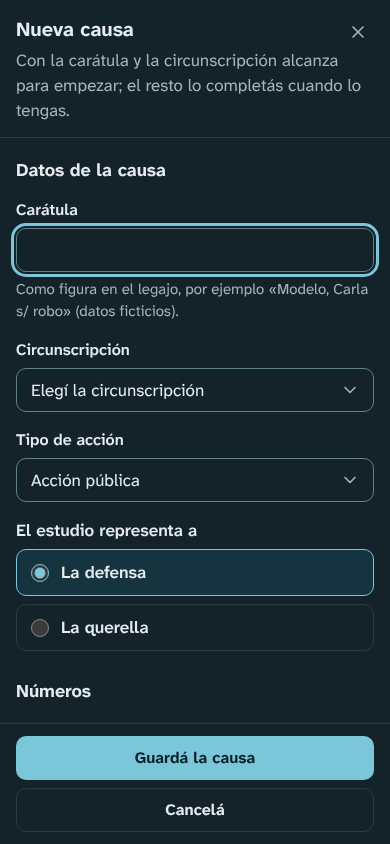 Nueva causa
Con la carátula y la circunscripción alcanza
para empezar; el resto lo completás cuando lo
tengas.
Datos de la causa
Carátula
Como figura en el legajo, por ejemplo «Modelo, Carla
s/ robo» (datos ficticios).
Circunscripción
Elegí la circunscripción
Tipo de acción
Acción pública
El estudio representa a
La defensa
La querella
Números
Guardá la causa
Cancelá